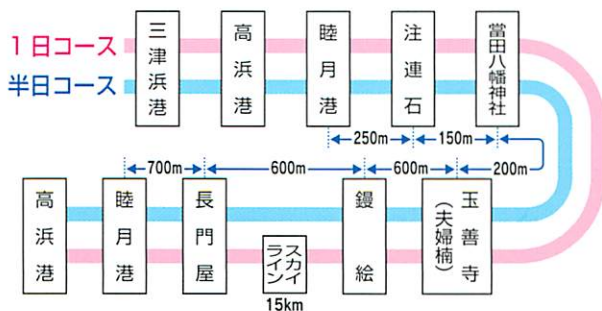 1日コース
半日コース
三津浜港
高浜港
睦月港
注連石
當田八幡神社
250m
150m
200m
700m
600m
600m
高浜港
睦月港
長門屋
スカイライン
15km
鏝絵
玉善寺
(夫婦楠)